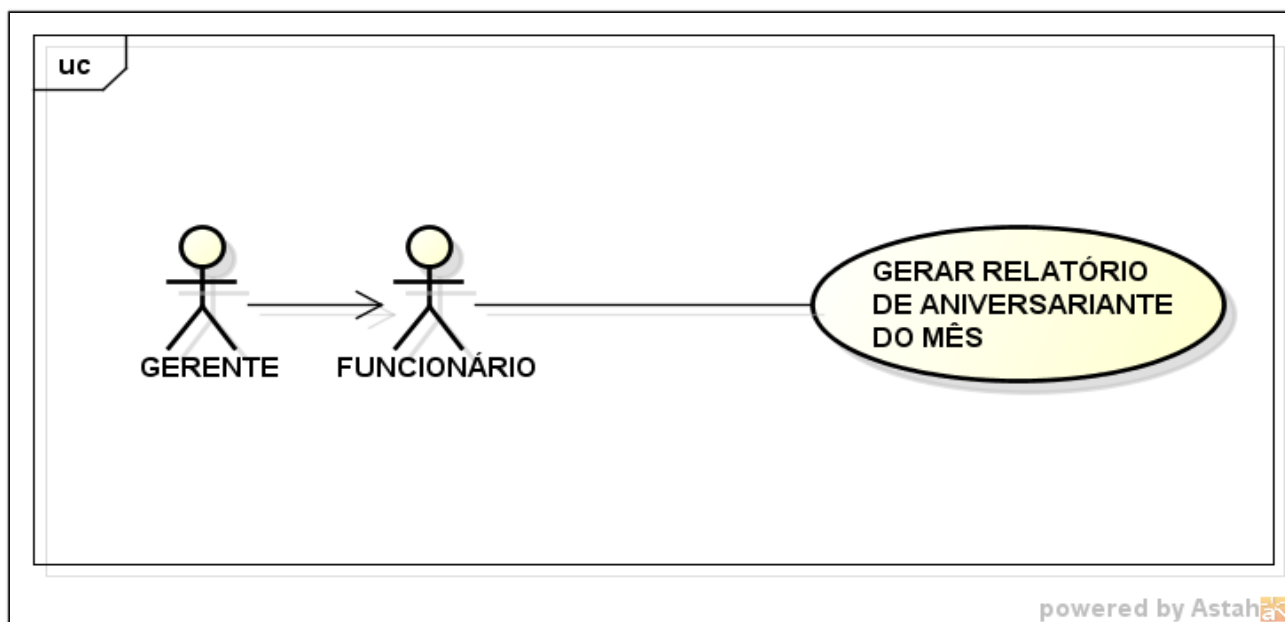 uc
GERAR RELATÓRIO
DE ANIVERSARIANTE
DO MÊS
GERENTE
FUNCIONÁRIO
powered by Astah